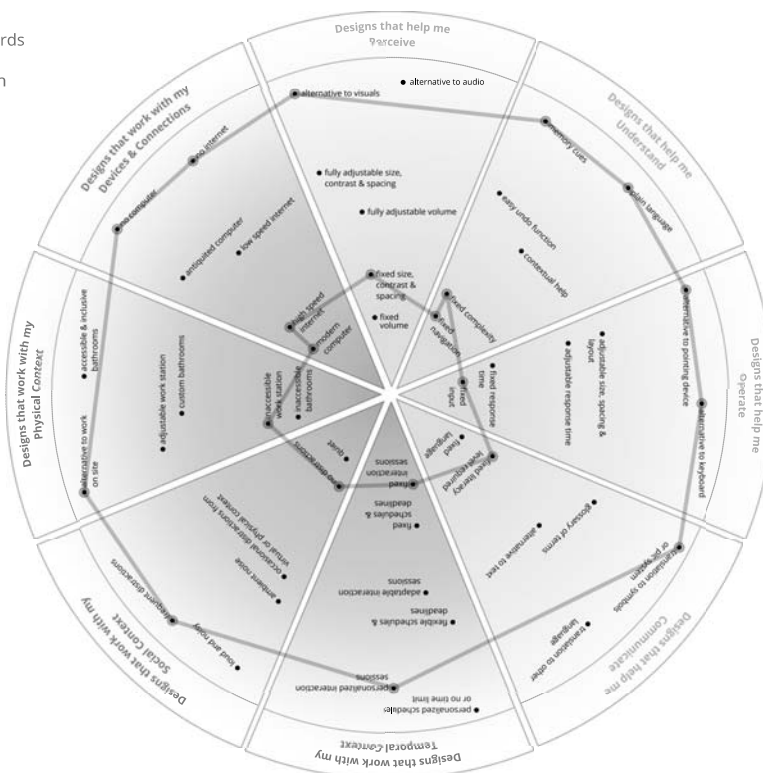 rds
n
Designs that help me
Perceive
alternative to visuals
alternative to audio
fully adjustable size,
contrast & spacing
fully adjustable volume
fixed size,
contrast &
spacing
fixed
volume
Designs that help me
Understand
memory cues
plain language
easy undo function
contextual help
fixed complexity
fixed
navigation
Designs that help me
Operate
alternative to pointing device
alternative to keyboard
adjustable size, spacing &
layout
adjustable response time
fixed response
time
fixed
input
Designs that help me
Communicate
translation to symbols
or pic system
translation to other
language
glossary of terms
alternative to text
fixed literacy
level required
fixed
language
Designs that work with my
Temporal Context
personalized schedules
or no time limit
personalized interaction
sessions
flexible schedules &
deadlines
adaptable interaction
sessions
fixed
schedules &
deadlines
fixed
interaction
sessions
Designs that work with my
Social Context
loud and noisy
frequent distractions
ambient noise
occasional distractions from
virtual or physical context
no distractions
quiet
Designs that work with my
Physical Context
alternative to work
on site
accessible & inclusive
bathrooms
adjustable work station
custom bathrooms
inaccessible
work station
inaccessible
bathrooms
Designs that work with my
Devices & Connections
no computer
no internet
antiquited computer
low speed internet
high speed
internet
modern
computer